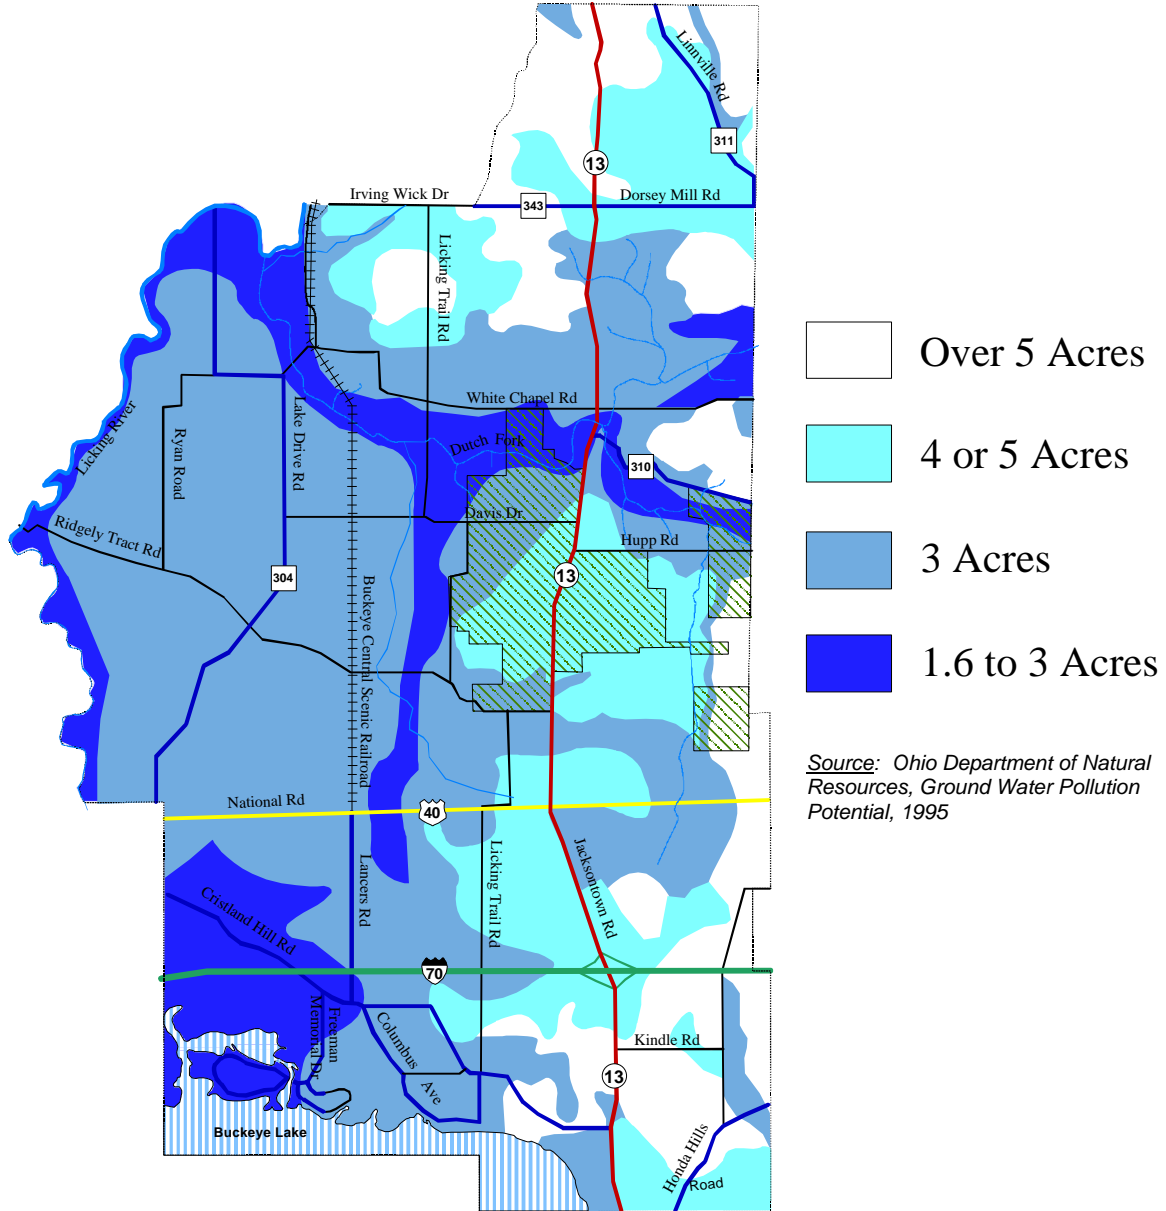 Linnville Rd
311
13
Irving Wick Dr
343
Dorsey Mill Rd
Licking Trail Rd
Licking River
Ryan Road
Lake Drive Rd
White Chapel Rd
Dutch Fork
310
Davis Dr
Hupp Rd
Ridgely Tract Rd
304
13
Buckeye Central Scenic Railroad
National Rd
40
Jacksontown Rd
Lancers Rd
Licking Trail Rd
Cristland Hill Rd
70
Freeman
Memorial Dr
Columbus
Ave
Kindle Rd
13
Buckeye Lake
Honda Hills
Road
Over 5 Acres
4 or 5 Acres
3 Acres
1.6 to 3 Acres
Source: Ohio Department of Natural
Resources, Ground Water Pollution
Potential, 1995